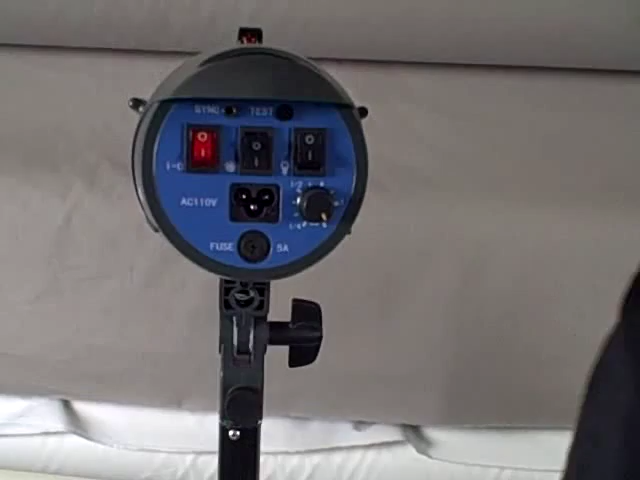 SYNC TEST
I-O
AC110V
FUSE 5A